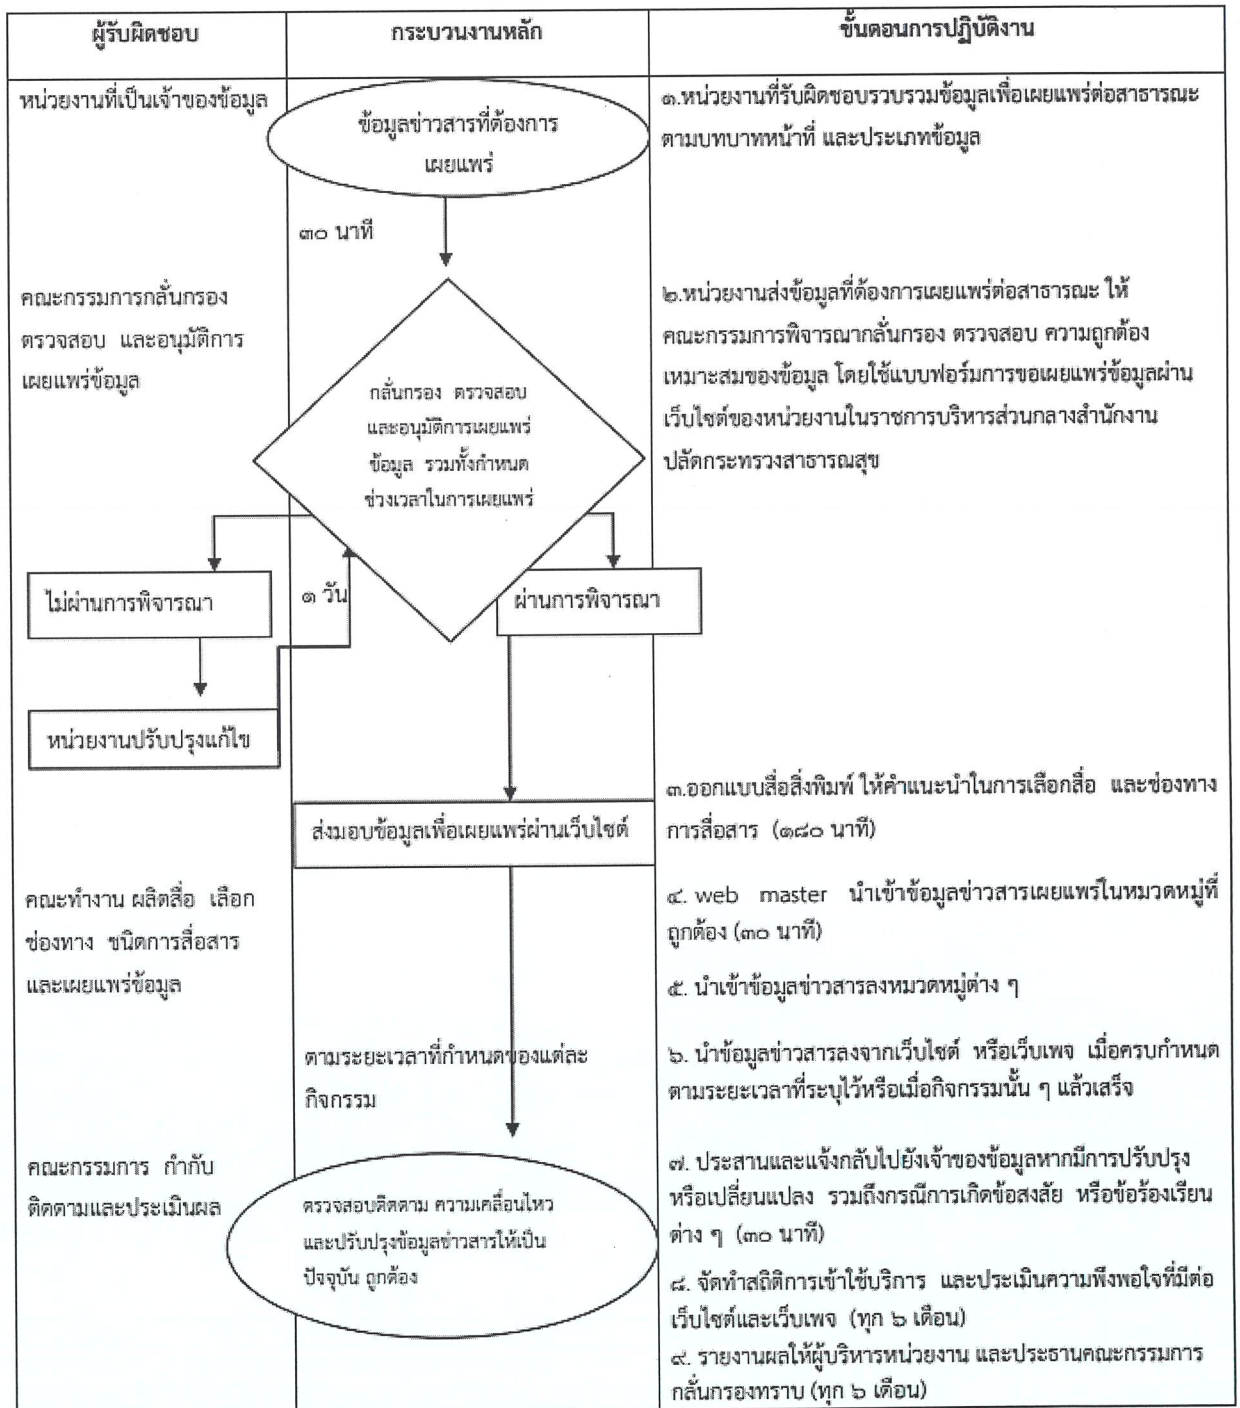 ผู้รับผิดชอบ
กระบวนงานหลัก
ขั้นตอนการปฏิบัติงาน
หน่วยงานที่เป็นเจ้าของข้อมูล
ข้อมูลข่าวสารที่ต้องการ
เผยแพร่
๑.หน่วยงานที่รับผิดชอบรวบรวมข้อมูลเพื่อเผยแพร่ต่อสาธารณะ
ตามบทบาทหน้าที่ และประเภทข้อมูล
๓๐ นาที
คณะกรรมการกลั่นกรอง
ตรวจสอบ และอนุมัติการ
เผยแพร่ข้อมูล
กลั่นกรอง ตรวจสอบ
และอนุมัติการเผยแพร่
ข้อมูล รวมทั้งกำหนด
ช่วงเวลาในการเผยแพร่
๒.หน่วยงานส่งข้อมูลที่ต้องการเผยแพร่ต่อสาธารณะ ให้
คณะกรรมการพิจารณากลั่นกรอง ตรวจสอบ ความถูกต้อง
เหมาะสมของข้อมูล โดยใช้แบบฟอร์มการขอเผยแพร่ข้อมูลผ่าน
เว็บไซต์ของหน่วยงานในราชการบริหารส่วนกลางสำนักงาน
ปลัดกระทรวงสาธารณสุข
ไม่ผ่านการพิจารณา
๑ วัน
ผ่านการพิจารณา
หน่วยงานปรับปรุงแก้ไข
ส่งมอบข้อมูลเพื่อเผยแพร่ผ่านเว็บไซต์
๓.ออกแบบสื่อสิ่งพิมพ์ ให้คำแนะนำในการเลือกสื่อ และช่องทาง
การสื่อสาร (๑๘๐ นาที)
คณะทำงาน ผลิตสื่อ เลือก
ช่องทาง ชนิดการสื่อสาร
และเผยแพร่ข้อมูล
๔. web master นำเข้าข้อมูลข่าวสารเผยแพร่ในหมวดหมู่ที่
ถูกต้อง (๓๐ นาที)
๕. นำเข้าข้อมูลข่าวสารลงหมวดหมู่ต่าง ๆ
ตามระยะเวลาที่กำหนดของแต่ละ
กิจกรรม
๖. นำข้อมูลข่าวสารลงจากเว็บไซต์ หรือเว็บเพจ เมื่อครบกำหนด
ตามระยะเวลาที่ระบุไว้หรือเมื่อกิจกรรมนั้น ๆ แล้วเสร็จ
คณะกรรมการ กำกับ
ติดตามและประเมินผล
ตรวจสอบติดตาม ความเคลื่อนไหว
และปรับปรุงข้อมูลข่าวสารให้เป็น
ปัจจุบัน ถูกต้อง
๗. ประสานและแจ้งกลับไปยังเจ้าของข้อมูลหากมีการปรับปรุง
หรือเปลี่ยนแปลง รวมถึงกรณีการเกิดข้อสงสัย หรือข้อร้องเรียน
ต่าง ๆ (๓๐ นาที)
๘. จัดทำสถิติการเข้าใช้บริการ และประเมินความพึงพอใจที่มีต่อ
เว็บไซต์และเว็บเพจ (ทุก ๖ เดือน)
๙. รายงานผลให้ผู้บริหารหน่วยงาน และประธานคณะกรรมการ
กลั่นกรองทราบ (ทุก ๖ เดือน)